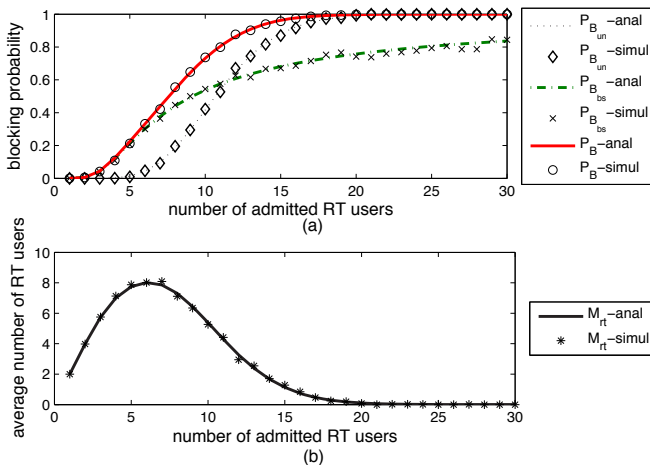 blocking probability
1
0.8
0.6
0.4
0.2
0
0 5 10 15 20 25 30
number of admitted RT users
(a)
P_B_un−anal
P_B_un−simul
P_B_bs−anal
P_B_bs−simul
P_B−anal
P_B−simul
average number of RT users
10
8
6
4
2
0
0 5 10 15 20 25 30
number of admitted RT users
(b)
M_rt−anal
M_rt−simul